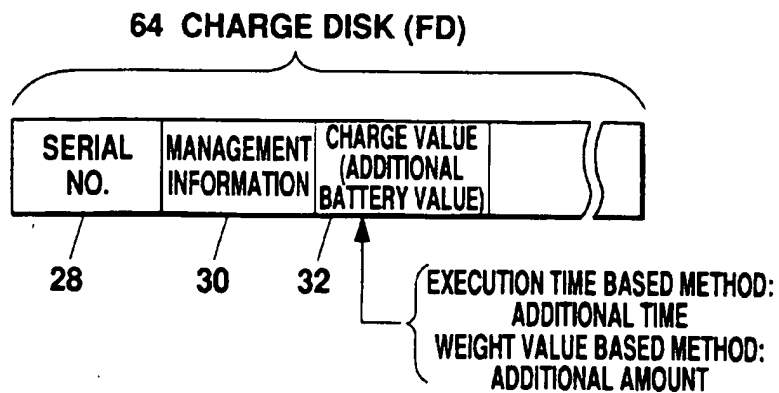 64 CHARGE DISK (FD)
SERIAL
NO.
MANAGEMENT
INFORMATION
CHARGE VALUE
(ADDITIONAL
BATTERY VALUE)
28
30
32
EXECUTION TIME BASED METHOD:
ADDITIONAL TIME
WEIGHT VALUE BASED METHOD:
ADDITIONAL AMOUNT